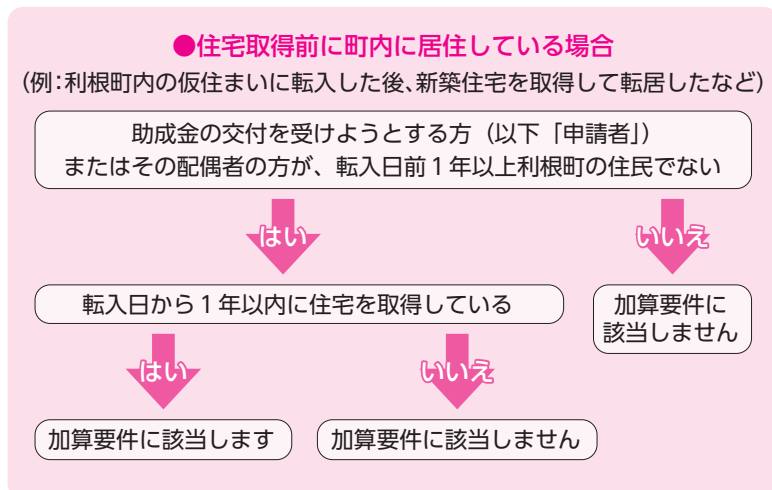 ●住宅取得前に町内に居住している場合
（例：利根町内の仮住まいに転入した後、新築住宅を取得して転居したなど）
助成金の交付を受けようとする方（以下「申請者」）
またはその配偶者の方が、転入日前１年以上利根町の住民でない
はい
いいえ
転入日から１年以内に住宅を取得している
加算要件に
該当しません
はい
いいえ
加算要件に該当します
加算要件に該当しません